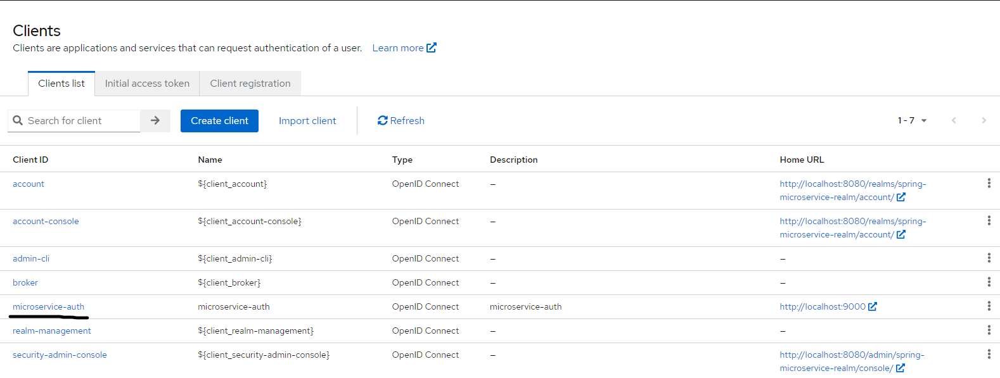 Clients
Clients are applications and services that can request authentication of a user. Learn more
Clients list Initial access token Client registration
Search for client Create client Import client Refresh 1 - 7
Client ID Name Type Description Home URL
account ${client_account} OpenID Connect – http://localhost:8080/realms/spring-
microservice-realm/account/
account-console ${client_account-console} OpenID Connect – http://localhost:8080/realms/spring-
microservice-realm/account/
admin-cli ${client_admin-cli} OpenID Connect – –
broker ${client_broker} OpenID Connect – –
microservice-auth microservice-auth OpenID Connect microservice-auth http://localhost:9000
realm-management ${client_realm-management} OpenID Connect – –
security-admin-console ${client_security-admin-console} OpenID Connect – http://localhost:8080/admin/spring-
microservice-realm/console/